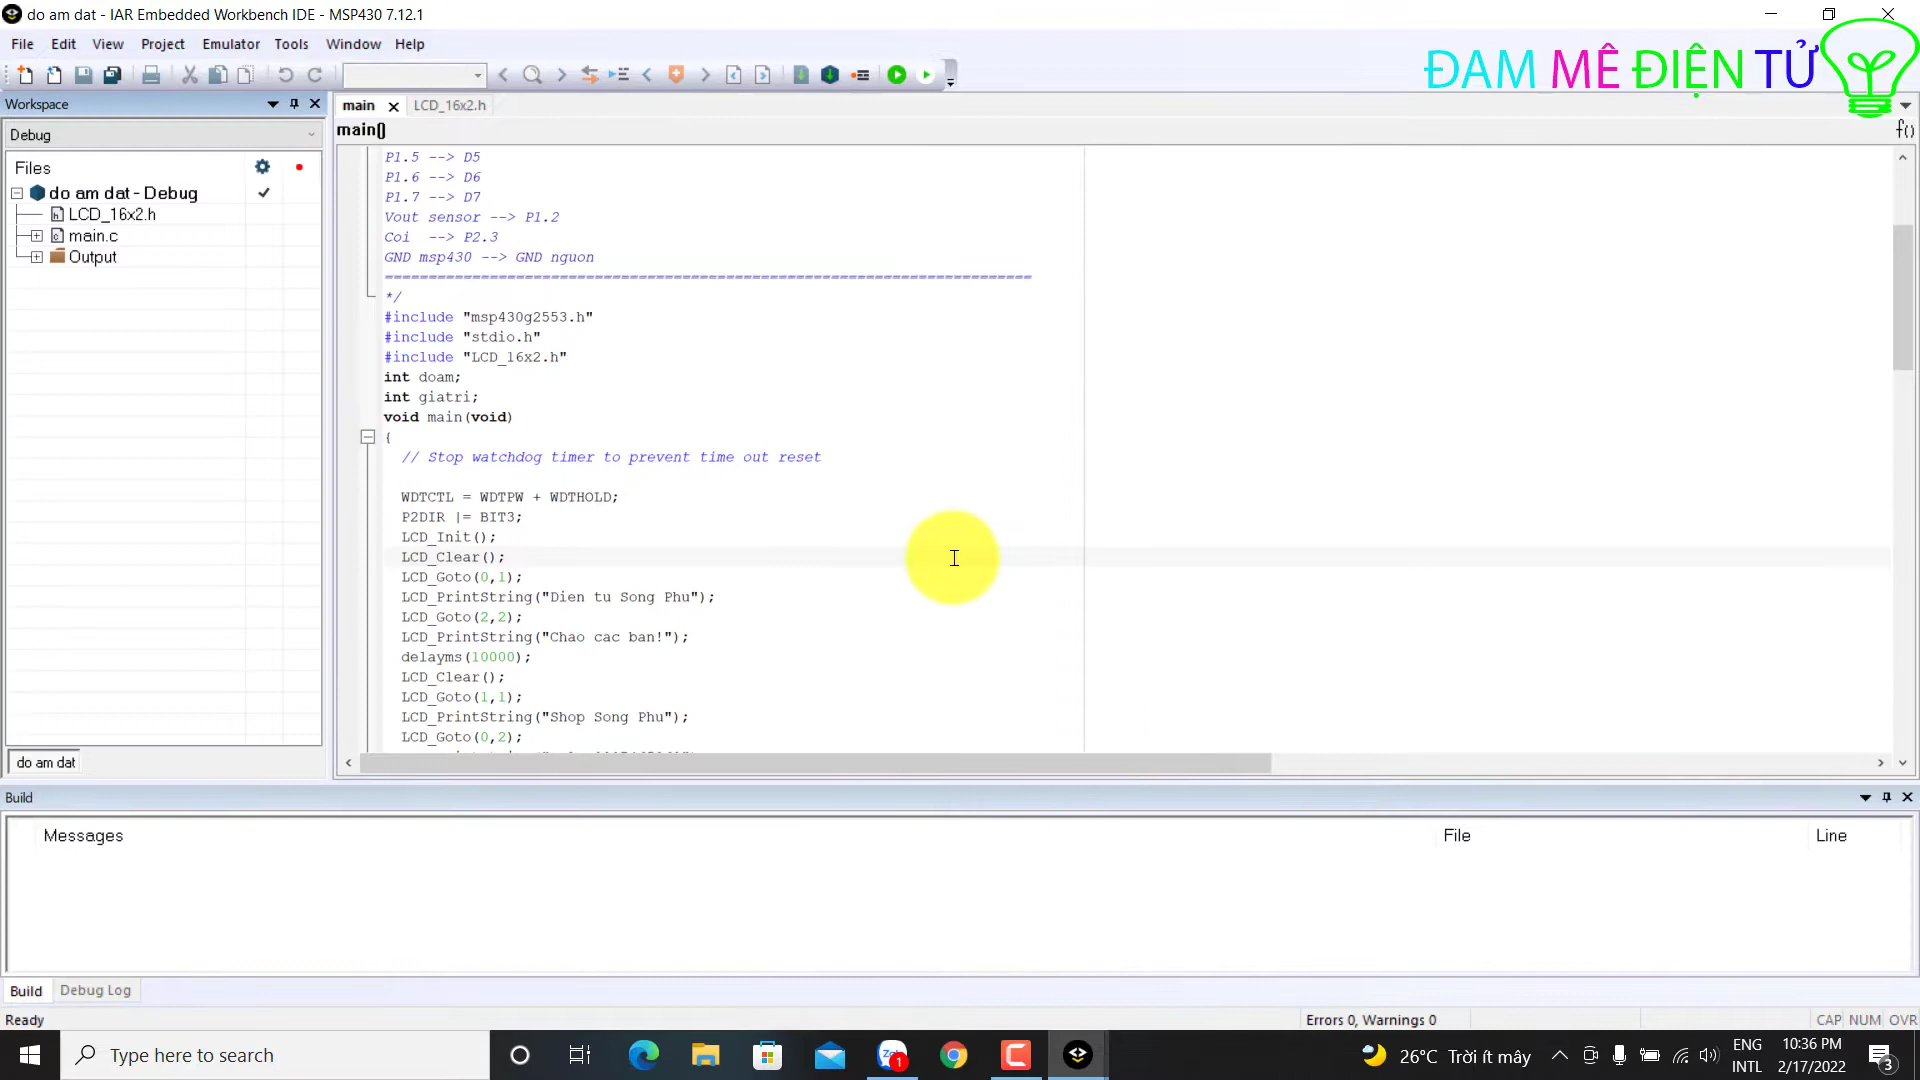 do am dat - IAR Embedded Workbench IDE - MSP430 7.12.1
File Edit View Project Emulator Tools Window Help
ĐAM MÊ ĐIỆN TỬ
Workspace
main LCD_16x2.h
Debug
main()
Files
do am dat - Debug
LCD_16x2.h
main.c
Output
do am dat
P1.5 --> D5
P1.6 --> D6
P1.7 --> D7
Vout sensor --> P1.2
Coi --> P2.3
GND msp430 --> GND nguon
==========================================================================
*/
#include "msp430g2553.h"
#include "stdio.h"
#include "LCD_16x2.h"
int doam;
int giatri;
void main(void)
{
// Stop watchdog timer to prevent time out reset
WDTCTL = WDTPW + WDTHOLD;
P2DIR |= BIT3;
LCD_Init();
LCD_Clear();
LCD_Goto(0,1);
LCD_PrintString("Dien tu Song Phu");
LCD_Goto(2,2);
LCD_PrintString("Chao cac ban!");
delayms(10000);
LCD_Clear();
LCD_Goto(1,1);
LCD_PrintString("Shop Song Phu");
LCD_Goto(0,2);
f()
Build
Messages File Line
Build Debug Log
Ready Errors 0, Warnings 0 CAP NUM OVR
Type here to search
1
26°C Trời ít mây
ENG
INTL
10:36 PM
2/17/2022
3